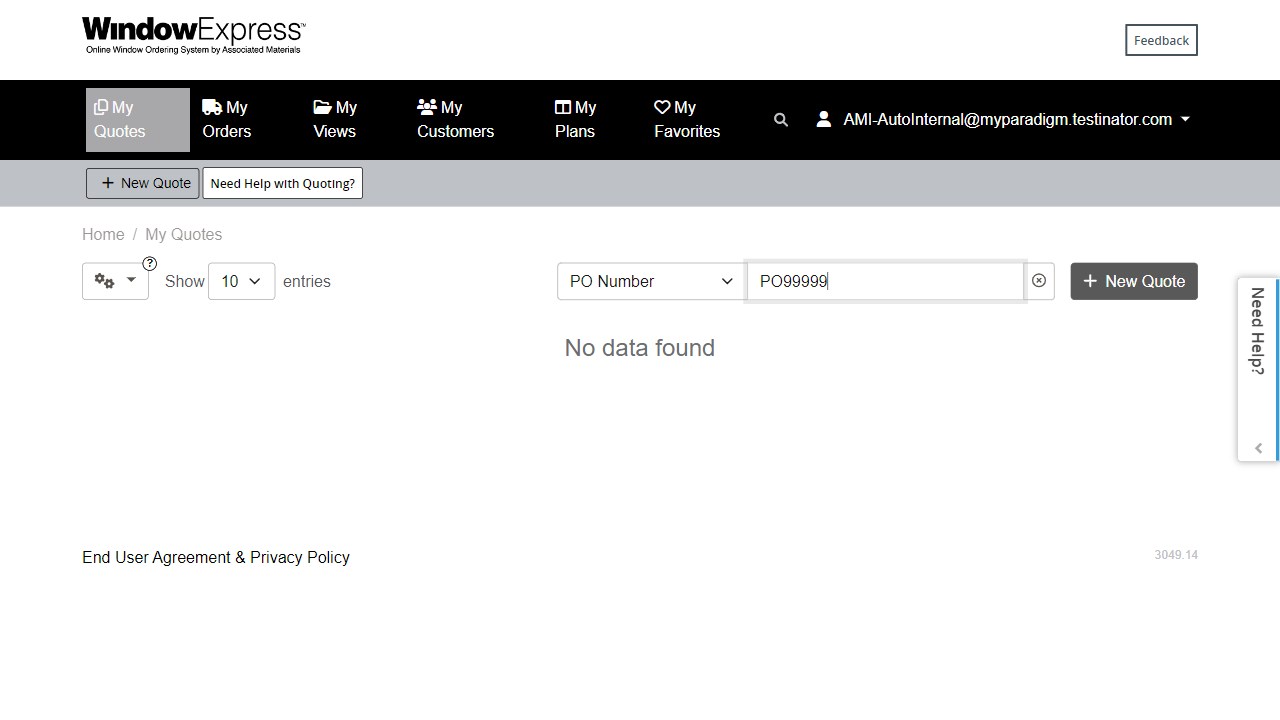 WindowExpress™
Online Window Ordering System by Associated Materials
Feedback
My Quotes
My Orders
My Views
My Customers
My Plans
My Favorites
AMI-AutoInternal@myparadigm.testinator.com
New Quote
Need Help with Quoting?
Home / My Quotes
?
Show 10 entries
PO Number
PO99999
New Quote
No data found
Need Help?
End User Agreement & Privacy Policy
3049.14